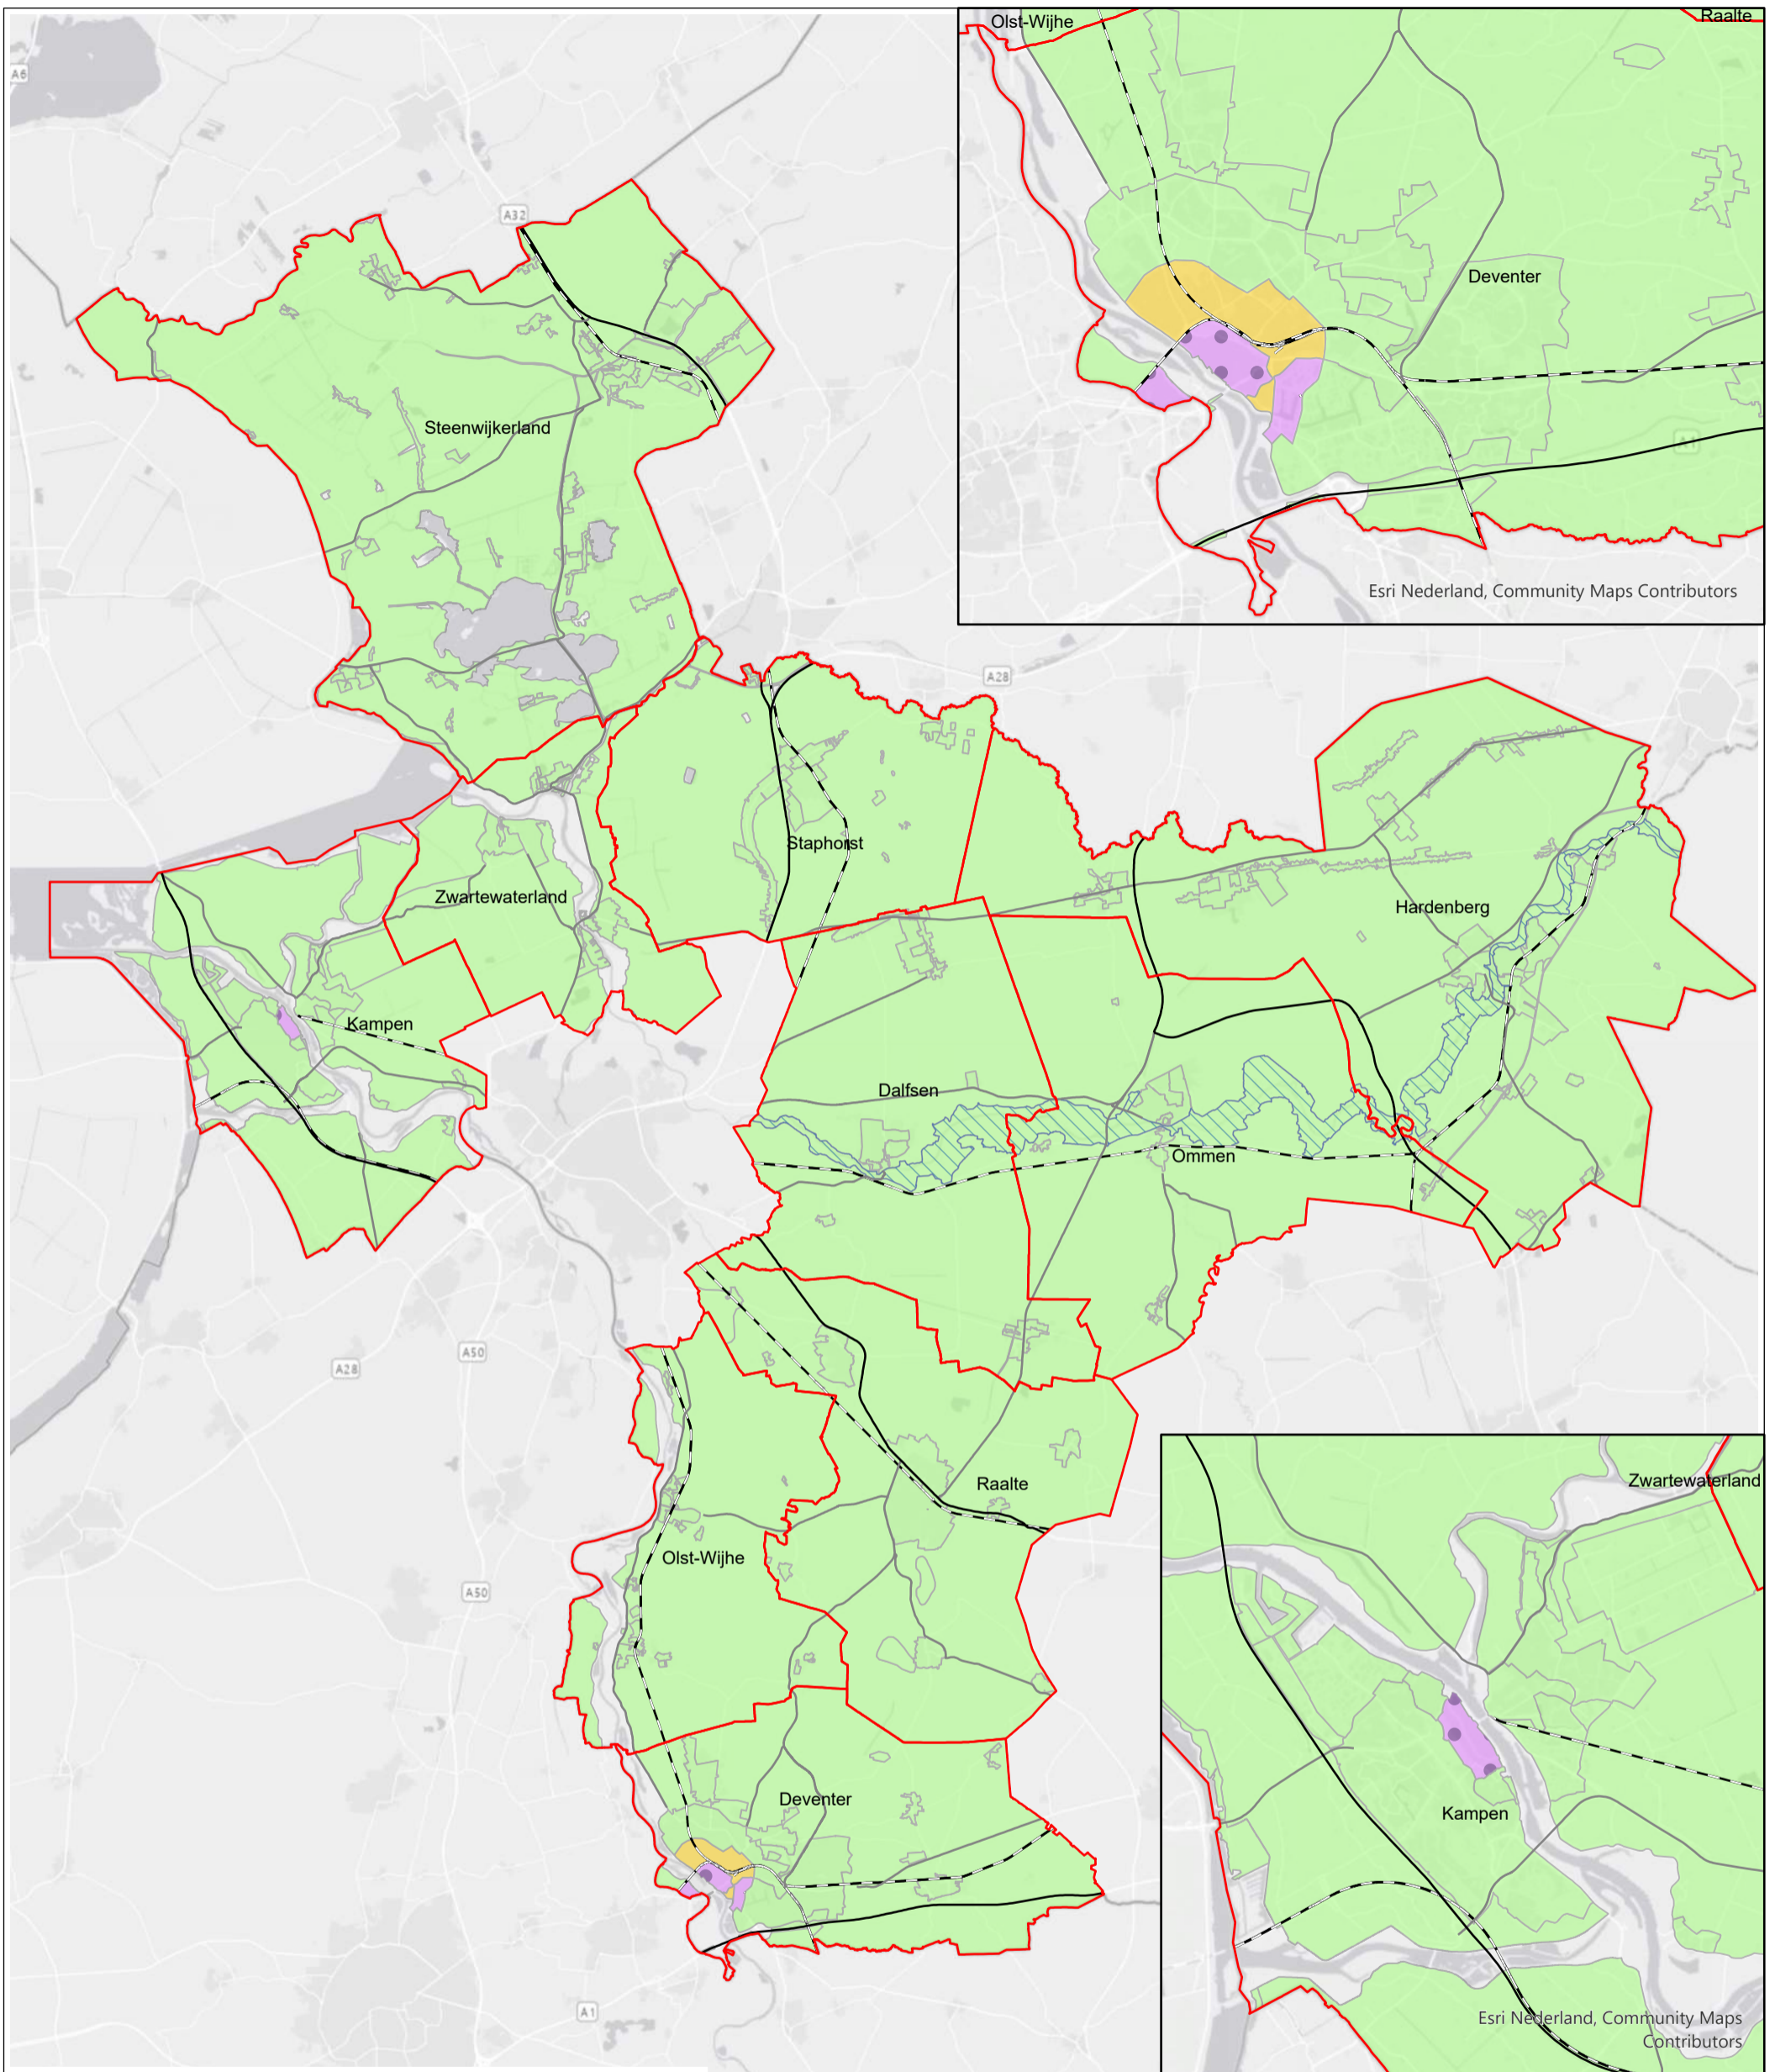 Olst-Wijhe
Raalte
A6
A32
Deventer
A1
Steenwijkerland
Esri Nederland, Community Maps Contributors
A28
Staphorst
Zwartewaterland
Hardenberg
Kampen
Dalfsen
Ommen
A50
A28
Raalte
Zwartewaterland
Olst-Wijhe
A50
Deventer
Kampen
A1
Esri Nederland, Community Maps
Contributors